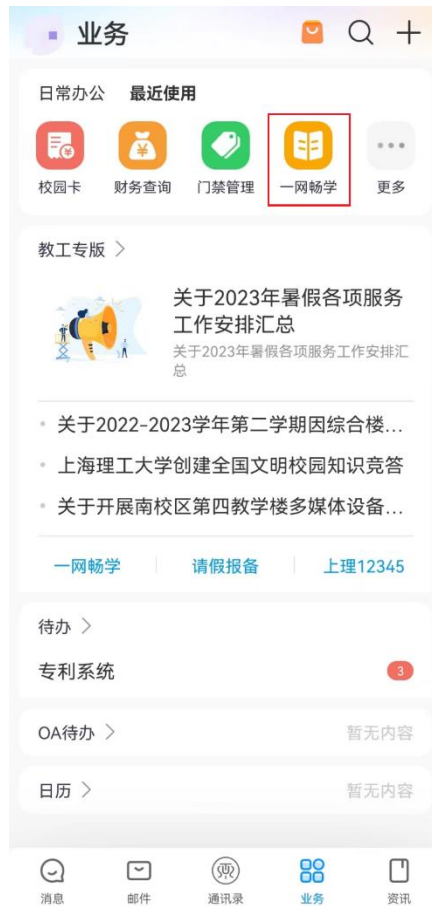 业务
日常办公 最近使用
校园卡 财务查询 门禁管理 一网畅学 更多
教工专版
关于2023年暑假各项服务
工作安排汇总
关于2023年暑假各项服务工作安排汇
总
关于2022-2023学年第二学期因综合楼...
上海理工大学创建全国文明校园知识竞答
关于开展南校区第四教学楼多媒体设备...
一网畅学 请假报备 上理12345
待办
专利系统 3
OA待办 暂无内容
日历 暂无内容
消息 邮件 通讯录 业务 资讯